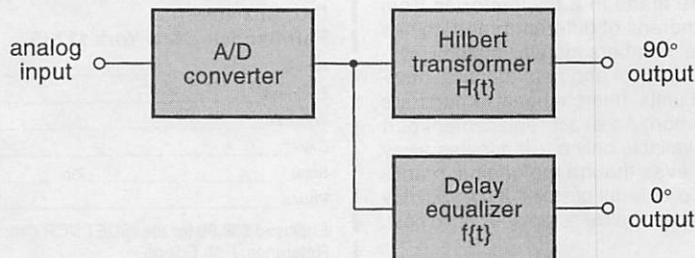 analog
input
A/D
converter
Hilbert
transformer
H{t}
90°
output
Delay
equalizer
f{t}
0°
output